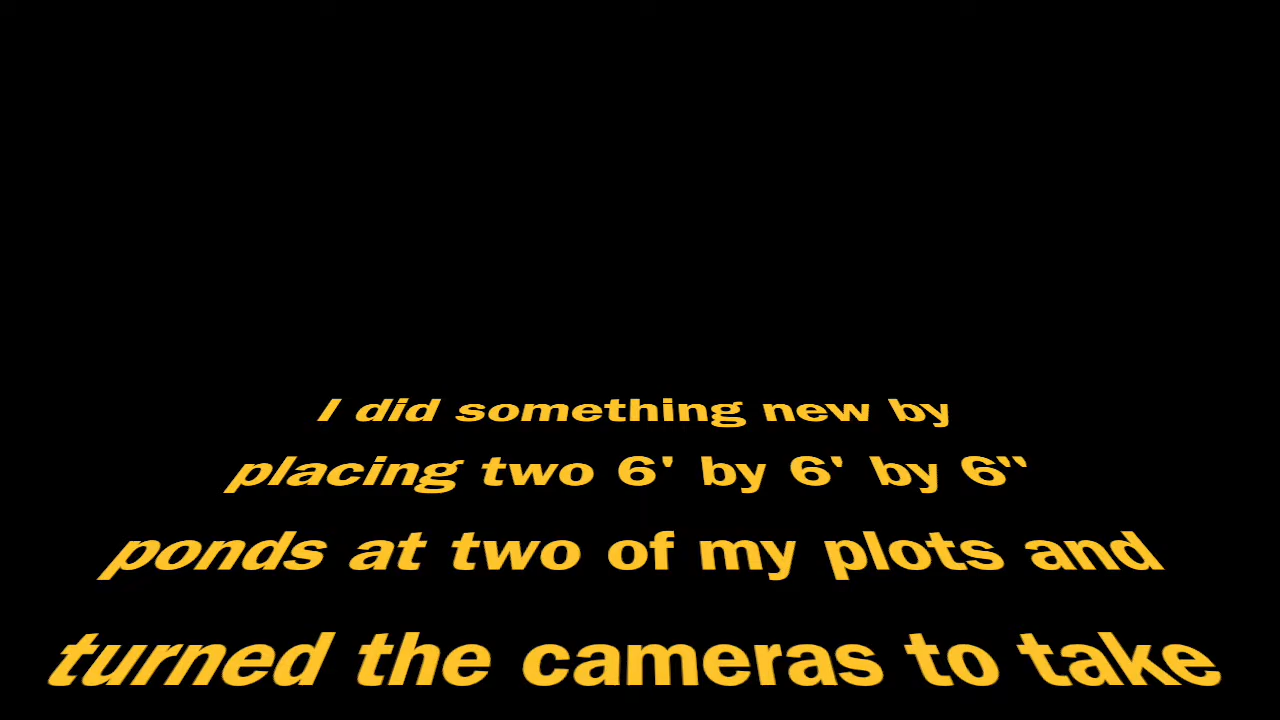 I did something new by
placing two 6' by 6' by 6"
ponds at two of my plots and
turned the cameras to take